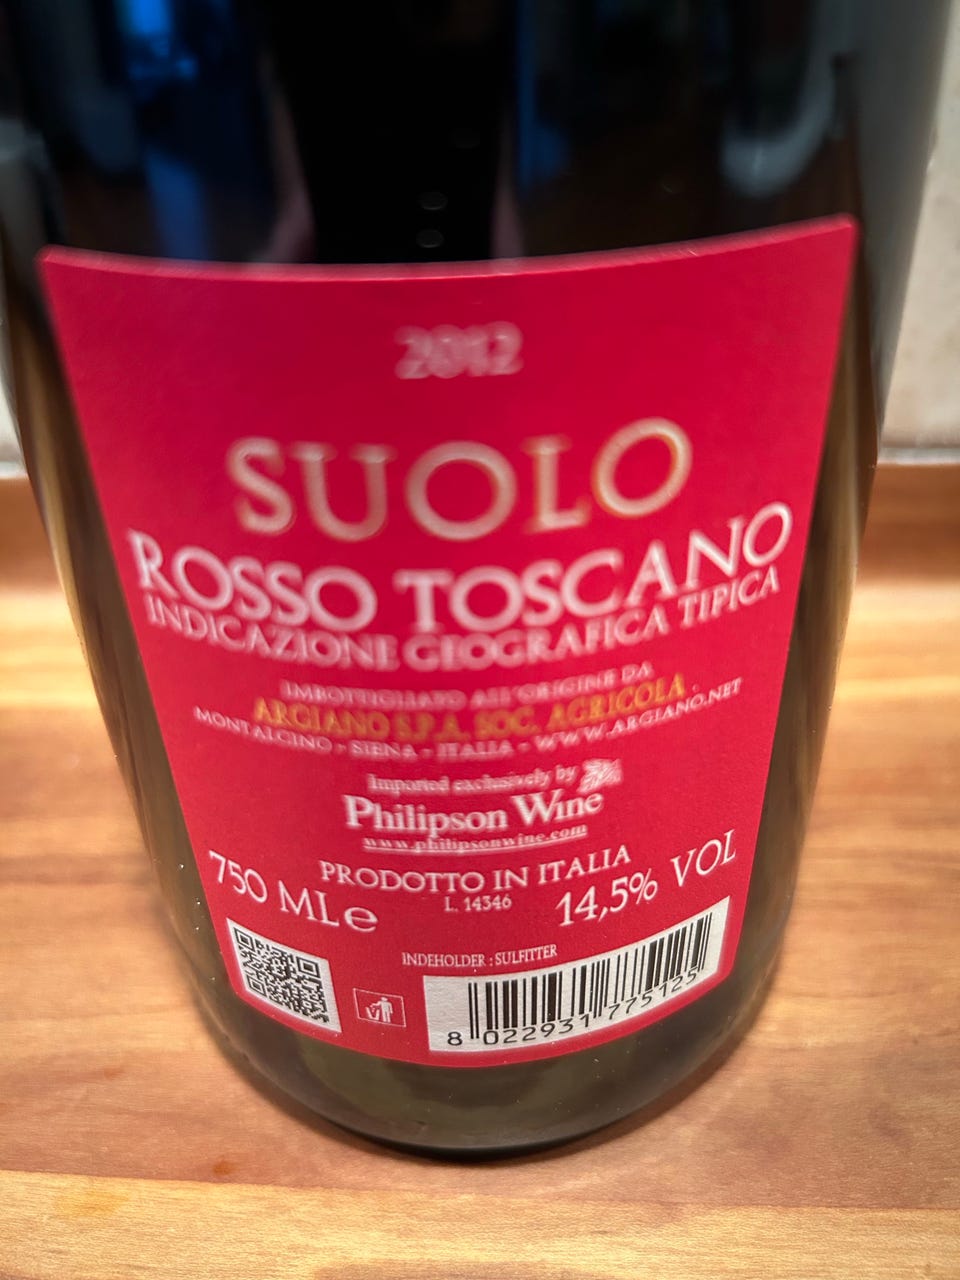 2012
SUOLO
ROSSO TOSCANO
INDICAZIONE GEOGRAFICA TIPICA
IMBOTTIGLIATO ALL'ORIGINE DA
ARGIANO S.P.A. SOC. AGRICOLA
MONTALCINO - SIENA - ITALIA - WWW.ARGIANO.NET
Imported exclusively by
Philipson Wine
www.philipsonwine.com
PRODOTTO IN ITALIA
750 ML e L. 14346 14,5% VOL
INDEHOLDER : SULFITTER
8 022931 775125